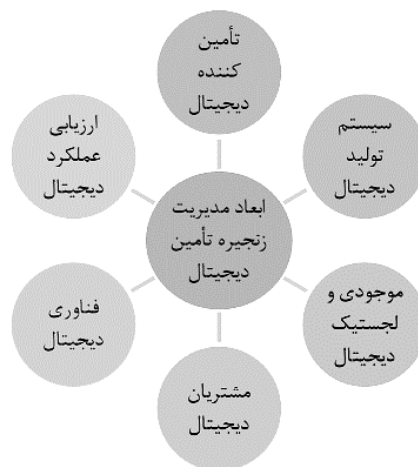 تأمین
کننده
دیجیتال
سیستم
تولید
دیجیتال
موجودی و
لجستیک
دیجیتال
مشتریان
دیجیتال
فناوری
دیجیتال
ارزیابی
عملکرد
دیجیتال
ابعاد مدیریت
زنجیره تأمین
دیجیتال